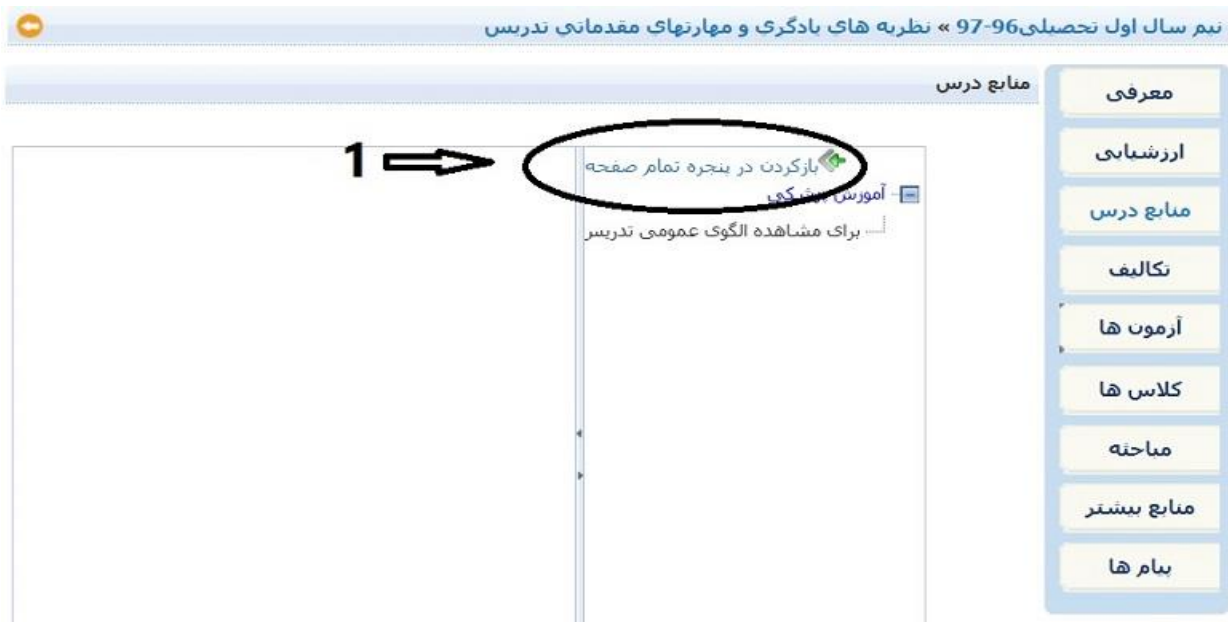 نیم سال اول تحصیلی96-97 » نظریه های یادگری و مهارتهای مقدماتی تدریس
منابع درس
معرفی
ارزشیابی
منابع درس
تکالیف
آزمون ها
کلاس ها
مباحثه
منابع بیشتر
پیام ها
1
بازکردن در پنجره تمام صفحه
آموزش
برای مشاهده الگوی عمومی تدریس